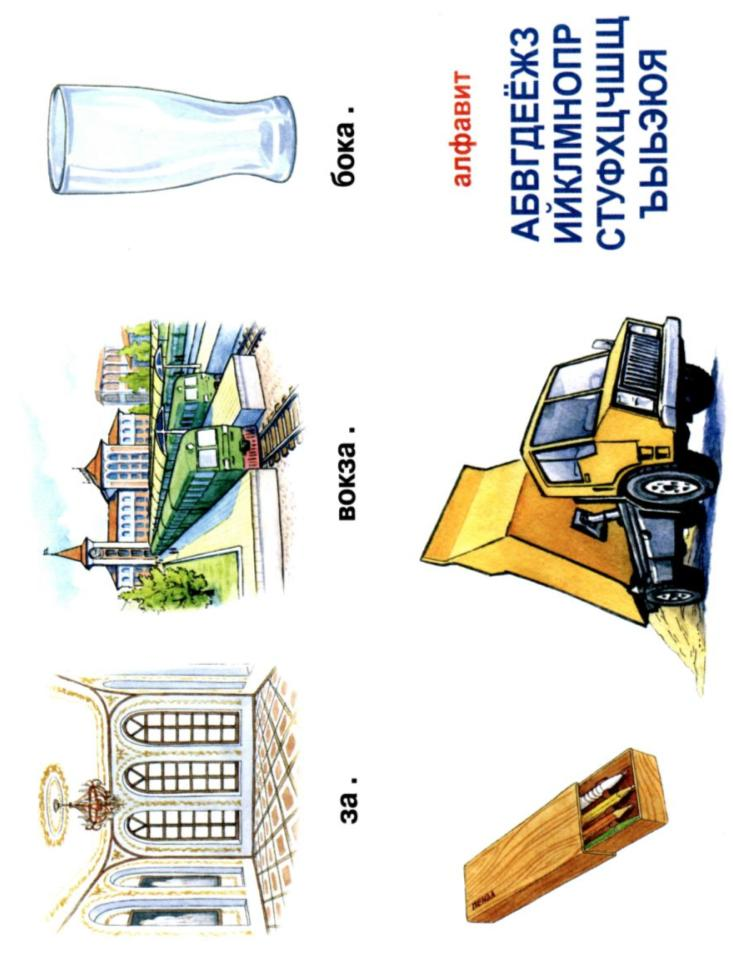 за .
вокза .
бока .
алфавит
АБВГДЕЁЖЗ
ИЙКЛМНОПР
СТУФХЦЧШЩ
ЪЫЬЭЮЯ